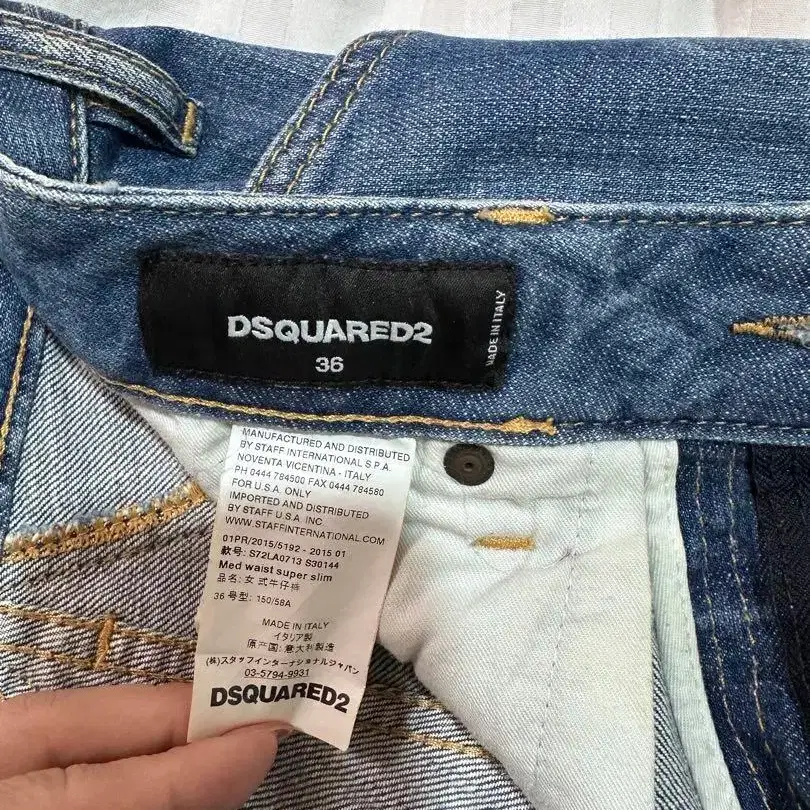 DSQUARED2
36
MADE IN ITALY
MANUFACTURED AND DISTRIBUTED
BY STAFF INTERNATIONAL S.P.A.
NOVENTA VICENTINA - ITALY
PH 0444 784500 FAX 0444 784580
FOR U.S.A. ONLY
IMPORTED AND DISTRIBUTED
BY STAFF U.S.A. INC
WWW.STAFFINTERNATIONAL.COM
01PR/2015/5192 - 2015 01
款号: S72LA0713 S30144
Med waist super slim
品名: 女式牛仔裤
36 号型: 150/58A
MADE IN ITALY
イタリア製
原产国: 意大利製造
(株)スタッフインターナショナルジャパン
03-5794-9931
DSQUARED2